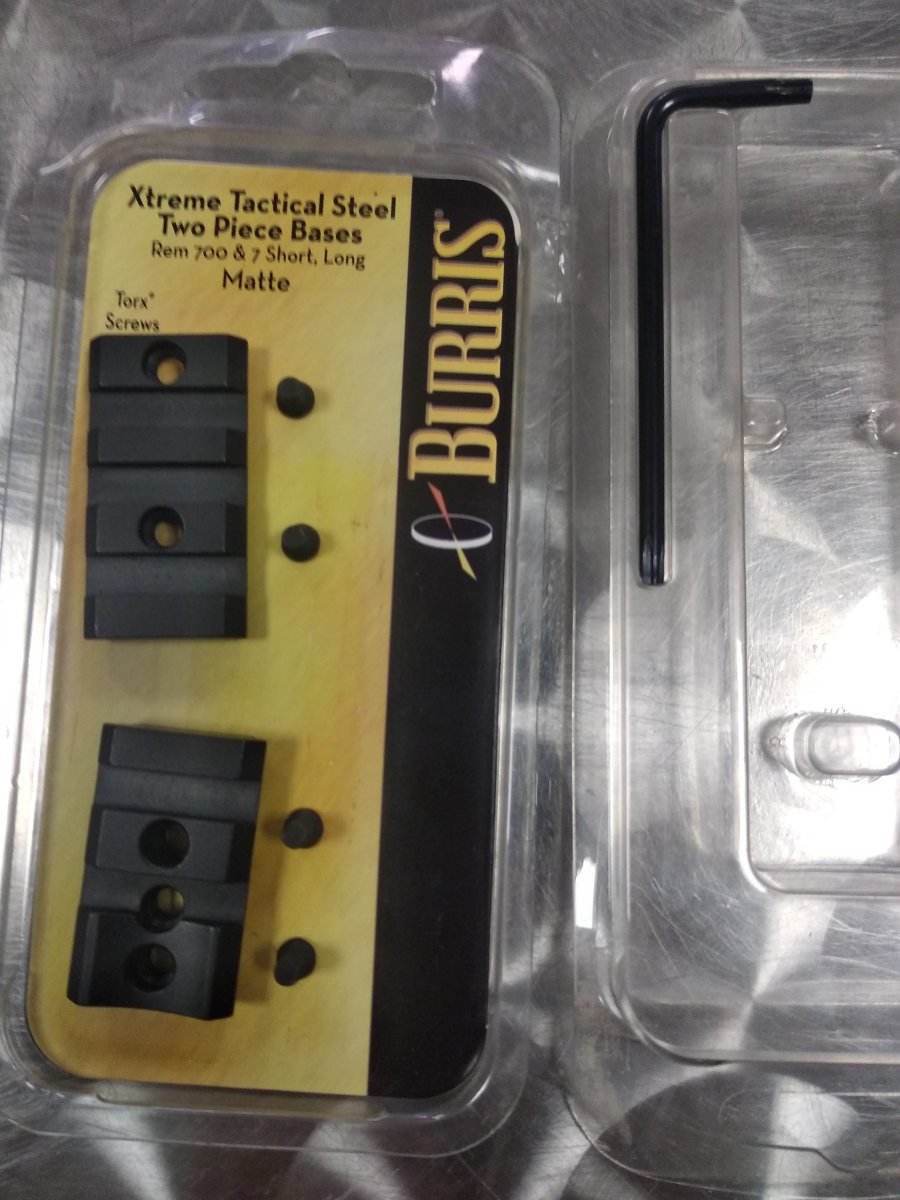 Xtreme Tactical Steel
Two Piece Bases
Rem 700 & 7 Short, Long
Matte
Torx®
Screws
BURRIS®